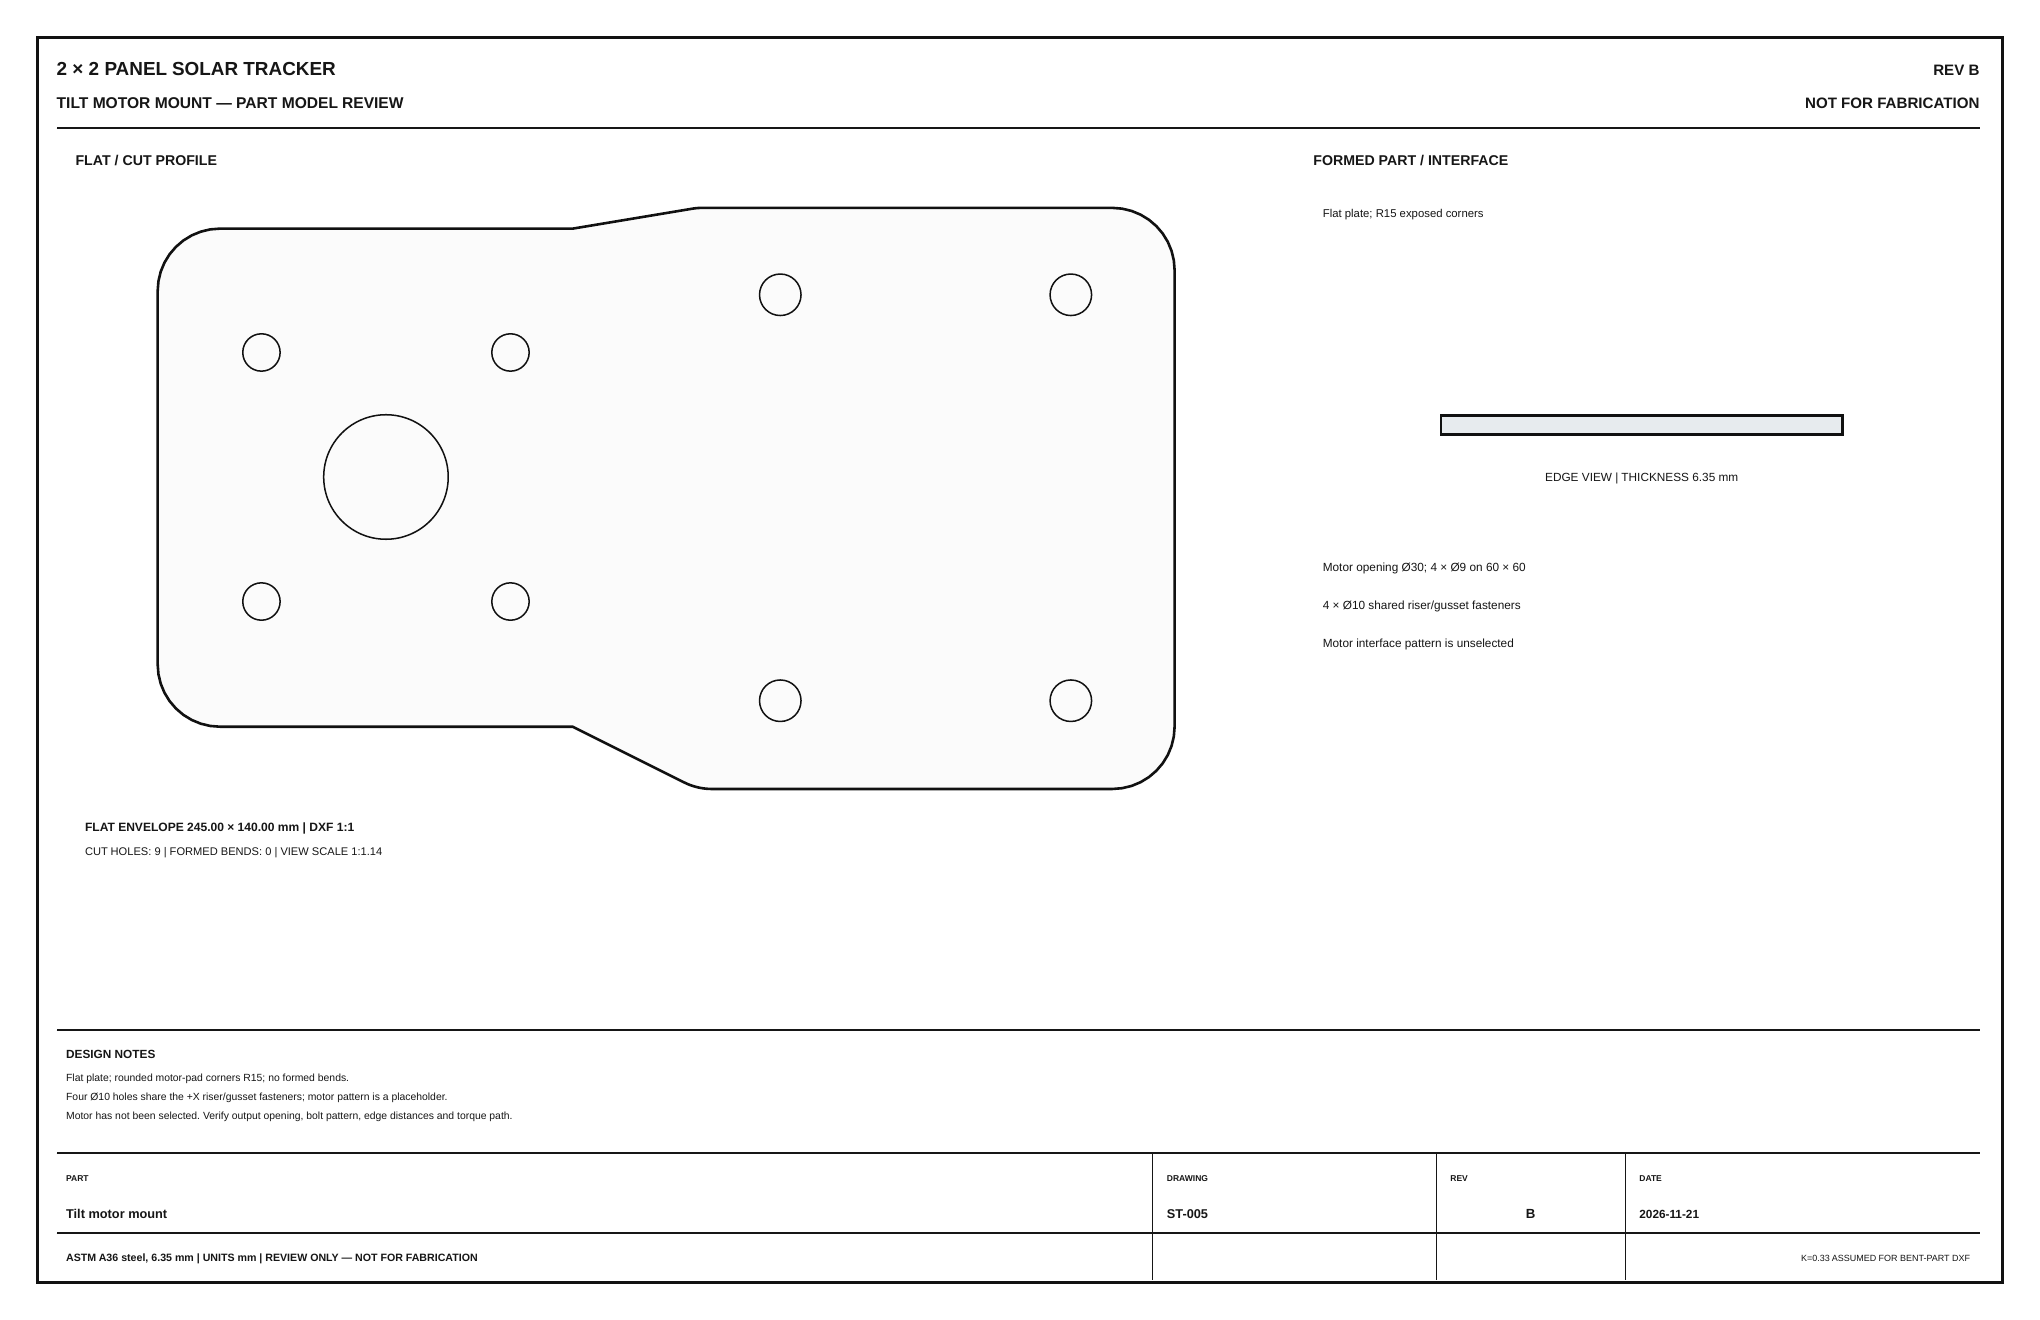 2 × 2 PANEL SOLAR TRACKER
REV B
TILT MOTOR MOUNT — PART MODEL REVIEW
NOT FOR FABRICATION
FLAT / CUT PROFILE
FORMED PART / INTERFACE
Flat plate; R15 exposed corners
EDGE VIEW | THICKNESS 6.35 mm
Motor opening Ø30; 4 × Ø9 on 60 × 60
4 × Ø10 shared riser/gusset fasteners
Motor interface pattern is unselected
FLAT ENVELOPE 245.00 × 140.00 mm | DXF 1:1
CUT HOLES: 9 | FORMED BENDS: 0 | VIEW SCALE 1:1.14
DESIGN NOTES
Flat plate; rounded motor-pad corners R15; no formed bends.
Four Ø10 holes share the +X riser/gusset fasteners; motor pattern is a placeholder.
Motor has not been selected. Verify output opening, bolt pattern, edge distances and torque path.
PART
DRAWING
REV
DATE
Tilt motor mount
ST-005
B
2026-11-21
ASTM A36 steel, 6.35 mm | UNITS mm | REVIEW ONLY — NOT FOR FABRICATION
K=0.33 ASSUMED FOR BENT-PART DXF